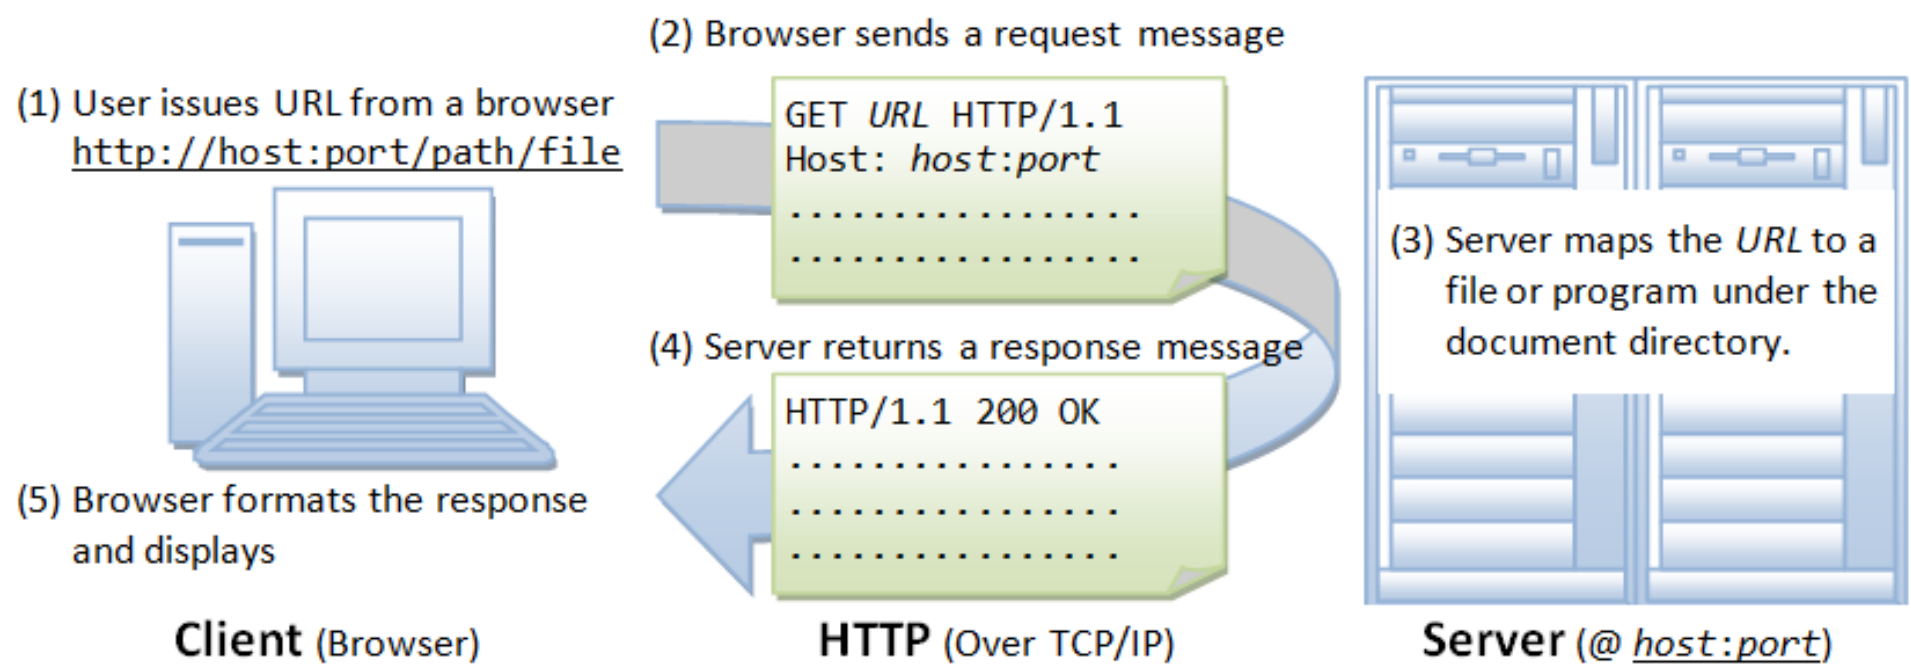 (1) User issues URL from a browser
http://host:port/path/file
(2) Browser sends a request message
GET URL HTTP/1.1
Host: host:port
..................
..................
(3) Server maps the URL to a
file or program under the
document directory.
(4) Server returns a response message
HTTP/1.1 200 OK
.................
.................
.................
(5) Browser formats the response
and displays
Client (Browser)
HTTP (Over TCP/IP)
Server (@ host:port)